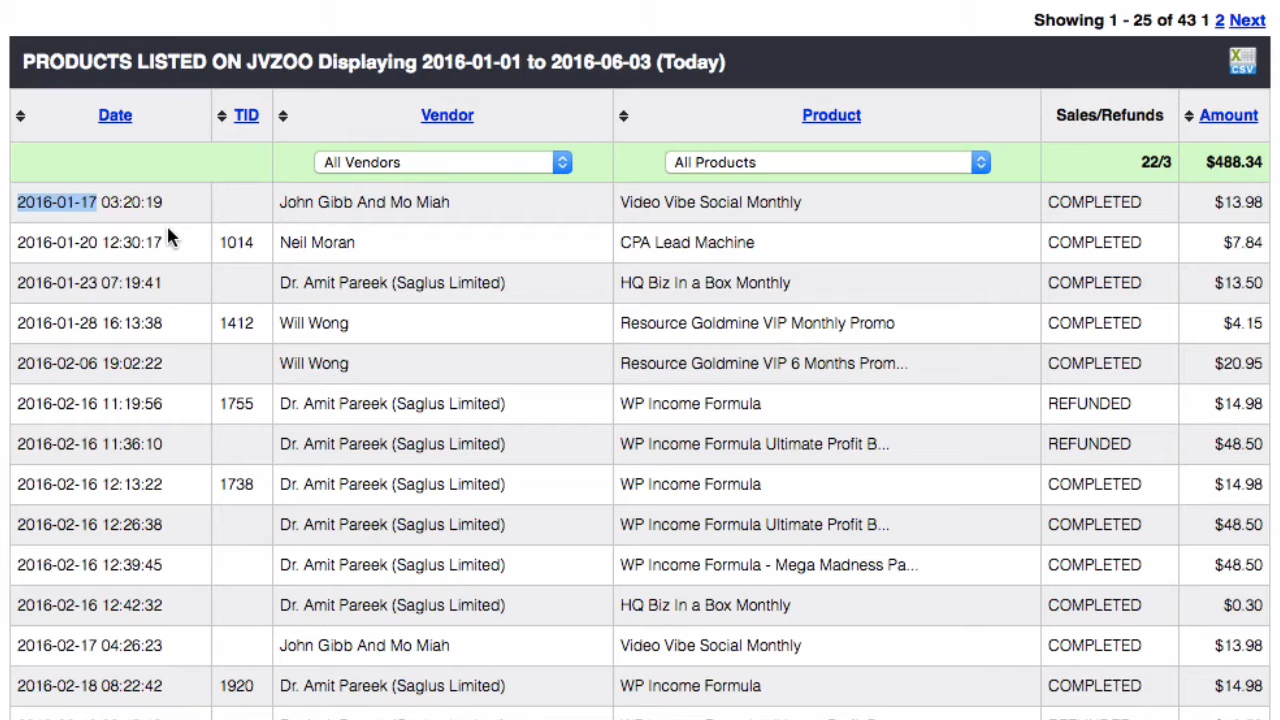 Showing 1 - 25 of 43 1 2 Next
PRODUCTS LISTED ON JVZOO Displaying 2016-01-01 to 2016-06-03 (Today)
CSV
Date TID Vendor Product Sales/Refunds Amount
All Vendors All Products 22/3 $488.34
2016-01-17 03:20:19 John Gibb And Mo Miah Video Vibe Social Monthly COMPLETED $13.98
2016-01-20 12:30:17 1014 Neil Moran CPA Lead Machine COMPLETED $7.84
2016-01-23 07:19:41 Dr. Amit Pareek (Saglus Limited) HQ Biz In a Box Monthly COMPLETED $13.50
2016-01-28 16:13:38 1412 Will Wong Resource Goldmine VIP Monthly Promo COMPLETED $4.15
2016-02-06 19:02:22 Will Wong Resource Goldmine VIP 6 Months Prom... COMPLETED $20.95
2016-02-16 11:19:56 1755 Dr. Amit Pareek (Saglus Limited) WP Income Formula REFUNDED $14.98
2016-02-16 11:36:10 Dr. Amit Pareek (Saglus Limited) WP Income Formula Ultimate Profit B... REFUNDED $48.50
2016-02-16 12:13:22 1738 Dr. Amit Pareek (Saglus Limited) WP Income Formula COMPLETED $14.98
2016-02-16 12:26:38 Dr. Amit Pareek (Saglus Limited) WP Income Formula Ultimate Profit B... COMPLETED $48.50
2016-02-16 12:39:45 Dr. Amit Pareek (Saglus Limited) WP Income Formula - Mega Madness Pa... COMPLETED $48.50
2016-02-16 12:42:32 Dr. Amit Pareek (Saglus Limited) HQ Biz In a Box Monthly COMPLETED $0.30
2016-02-17 04:26:23 John Gibb And Mo Miah Video Vibe Social Monthly COMPLETED $13.98
2016-02-18 08:22:42 1920 Dr. Amit Pareek (Saglus Limited) WP Income Formula COMPLETED $14.98